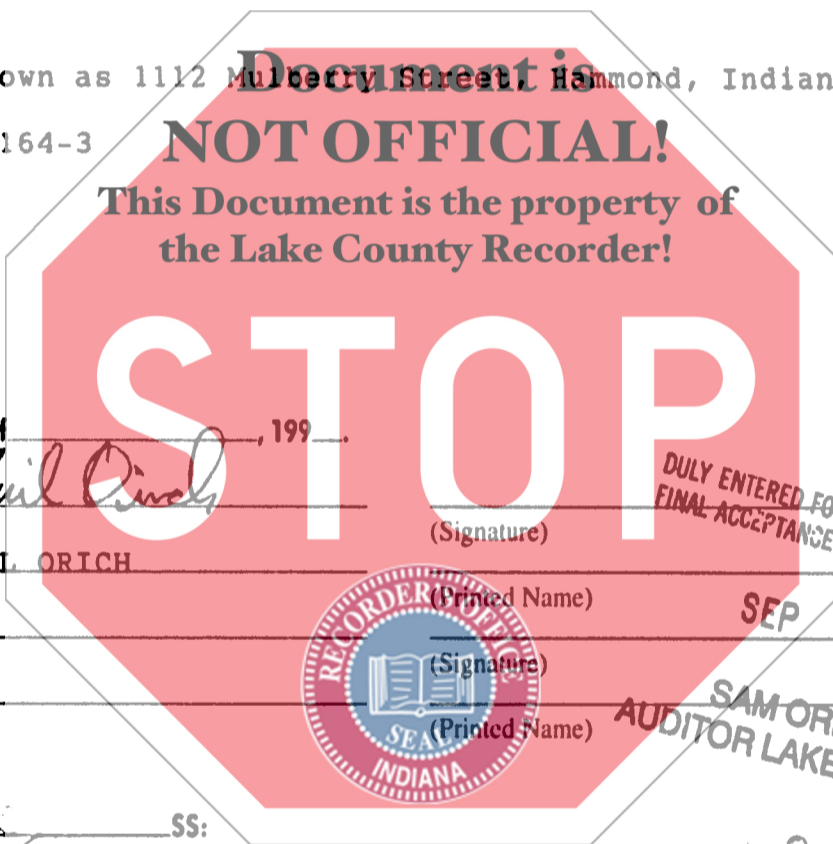 own as 1112 Mulberry Street, Hammond, Indian
Document is
164-3
NOT OFFICIAL!
This Document is the property of
the Lake County Recorder!
STOP
, 199 .
DULY ENTERED FO
FINAL ACCEPTANCE
(Signature)
ORICH
(Printed Name)
SEP
(Signature)
SAM OR
(Printed Name)
AUDITOR LAKE
RECORDER'S OFFICE
SEAL
INDIANA
SS: